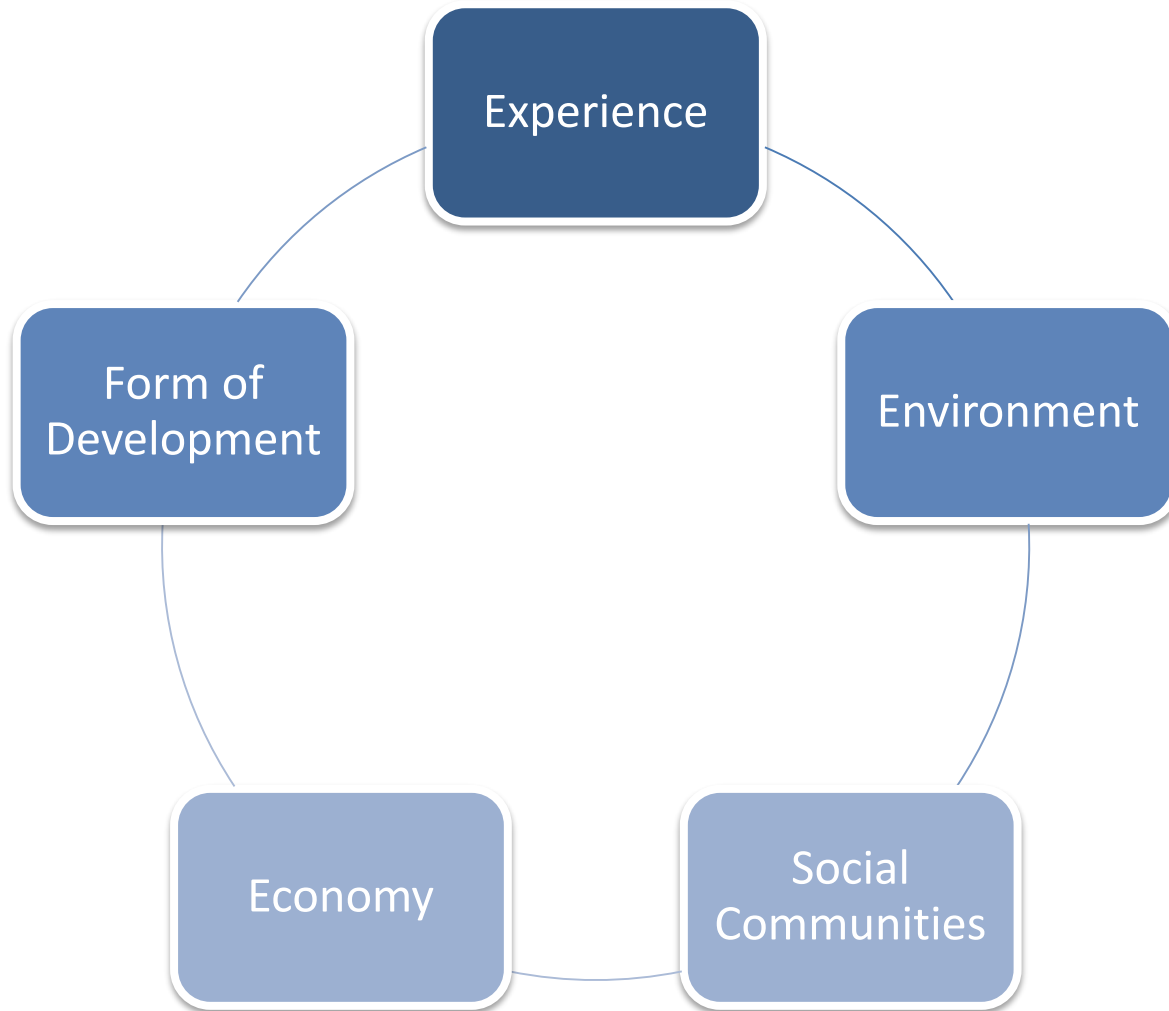 Experience
Form of
Development
Environment
Economy
Social
Communities